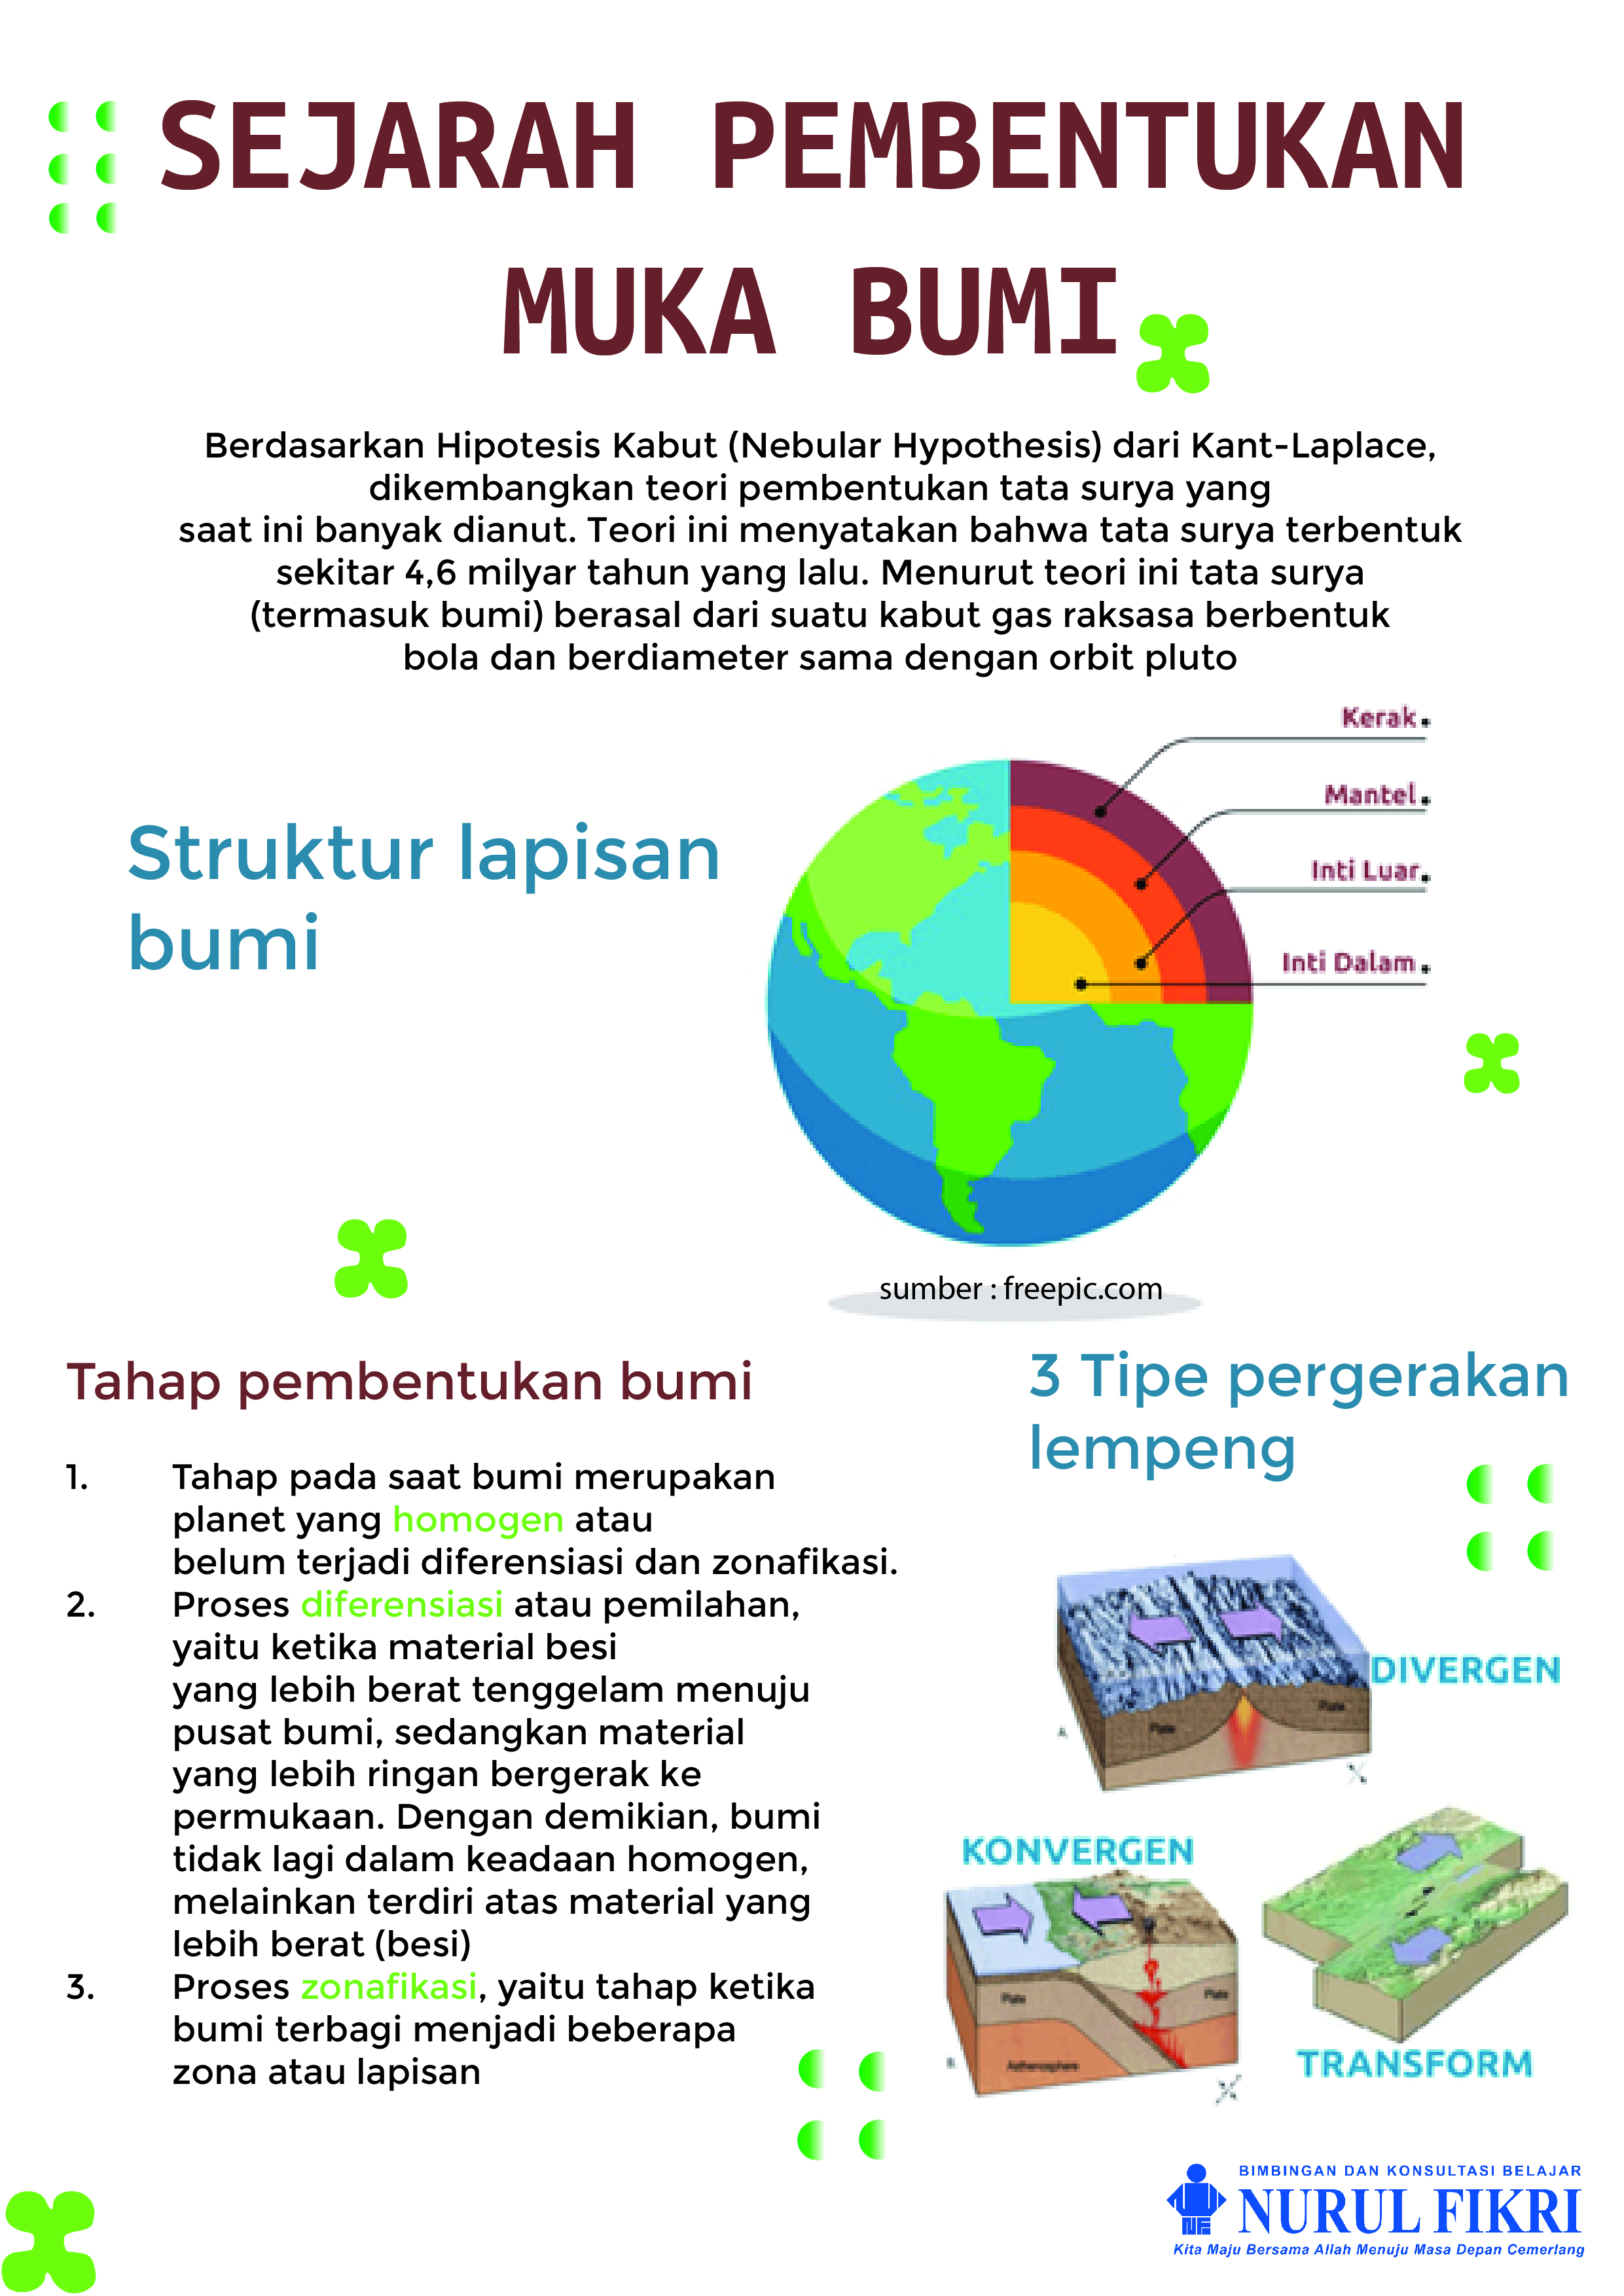 SEJARAH PEMBENTUKAN
MUKA BUMI
Berdasarkan Hipotesis Kabut (Nebular Hypothesis) dari Kant-Laplace,
dikembangkan teori pembentukan tata surya yang
saat ini banyak dianut. Teori ini menyatakan bahwa tata surya terbentuk
sekitar 4,6 milyar tahun yang lalu. Menurut teori ini tata surya
(termasuk bumi) berasal dari suatu kabut gas raksasa berbentuk
bola dan berdiameter sama dengan orbit pluto
Struktur lapisan
bumi
Kerak
Mantel
Inti Luar
Inti Dalam
sumber : freepic.com
Tahap pembentukan bumi
1. Tahap pada saat bumi merupakan
planet yang homogen atau
belum terjadi diferensiasi dan zonafikasi.
2. Proses diferensiasi atau pemilahan,
yaitu ketika material besi
yang lebih berat tenggelam menuju
pusat bumi, sedangkan material
yang lebih ringan bergerak ke
permukaan. Dengan demikian, bumi
tidak lagi dalam keadaan homogen,
melainkan terdiri atas material yang
lebih berat (besi)
3. Proses zonafikasi, yaitu tahap ketika
bumi terbagi menjadi beberapa
zona atau lapisan
3 Tipe pergerakan
lempeng
DIVERGEN
Plate
Plate
A
KONVERGEN
Plate
Plate
Asthenosphere
B
TRANSFORM
BIMBINGAN DAN KONSULTASI BELAJAR
NF
NURUL FIKRI
Kita Maju Bersama Allah Menuju Masa Depan Cemerlang